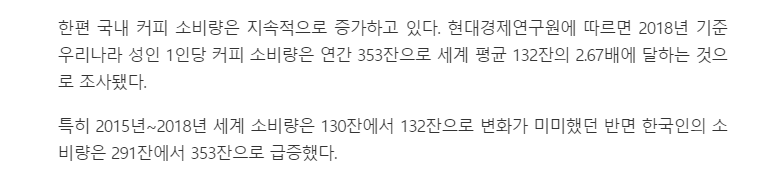 한편 국내 커피 소비량은 지속적으로 증가하고 있다. 현대경제연구원에 따르면 2018년 기준
우리나라 성인 1인당 커피 소비량은 연간 353잔으로 세계 평균 132잔의 2.67배에 달하는 것으
로 조사됐다.
특히 2015년~2018년 세계 소비량은 130잔에서 132잔으로 변화가 미미했던 반면 한국인의 소
비량은 291잔에서 353잔으로 급증했다.